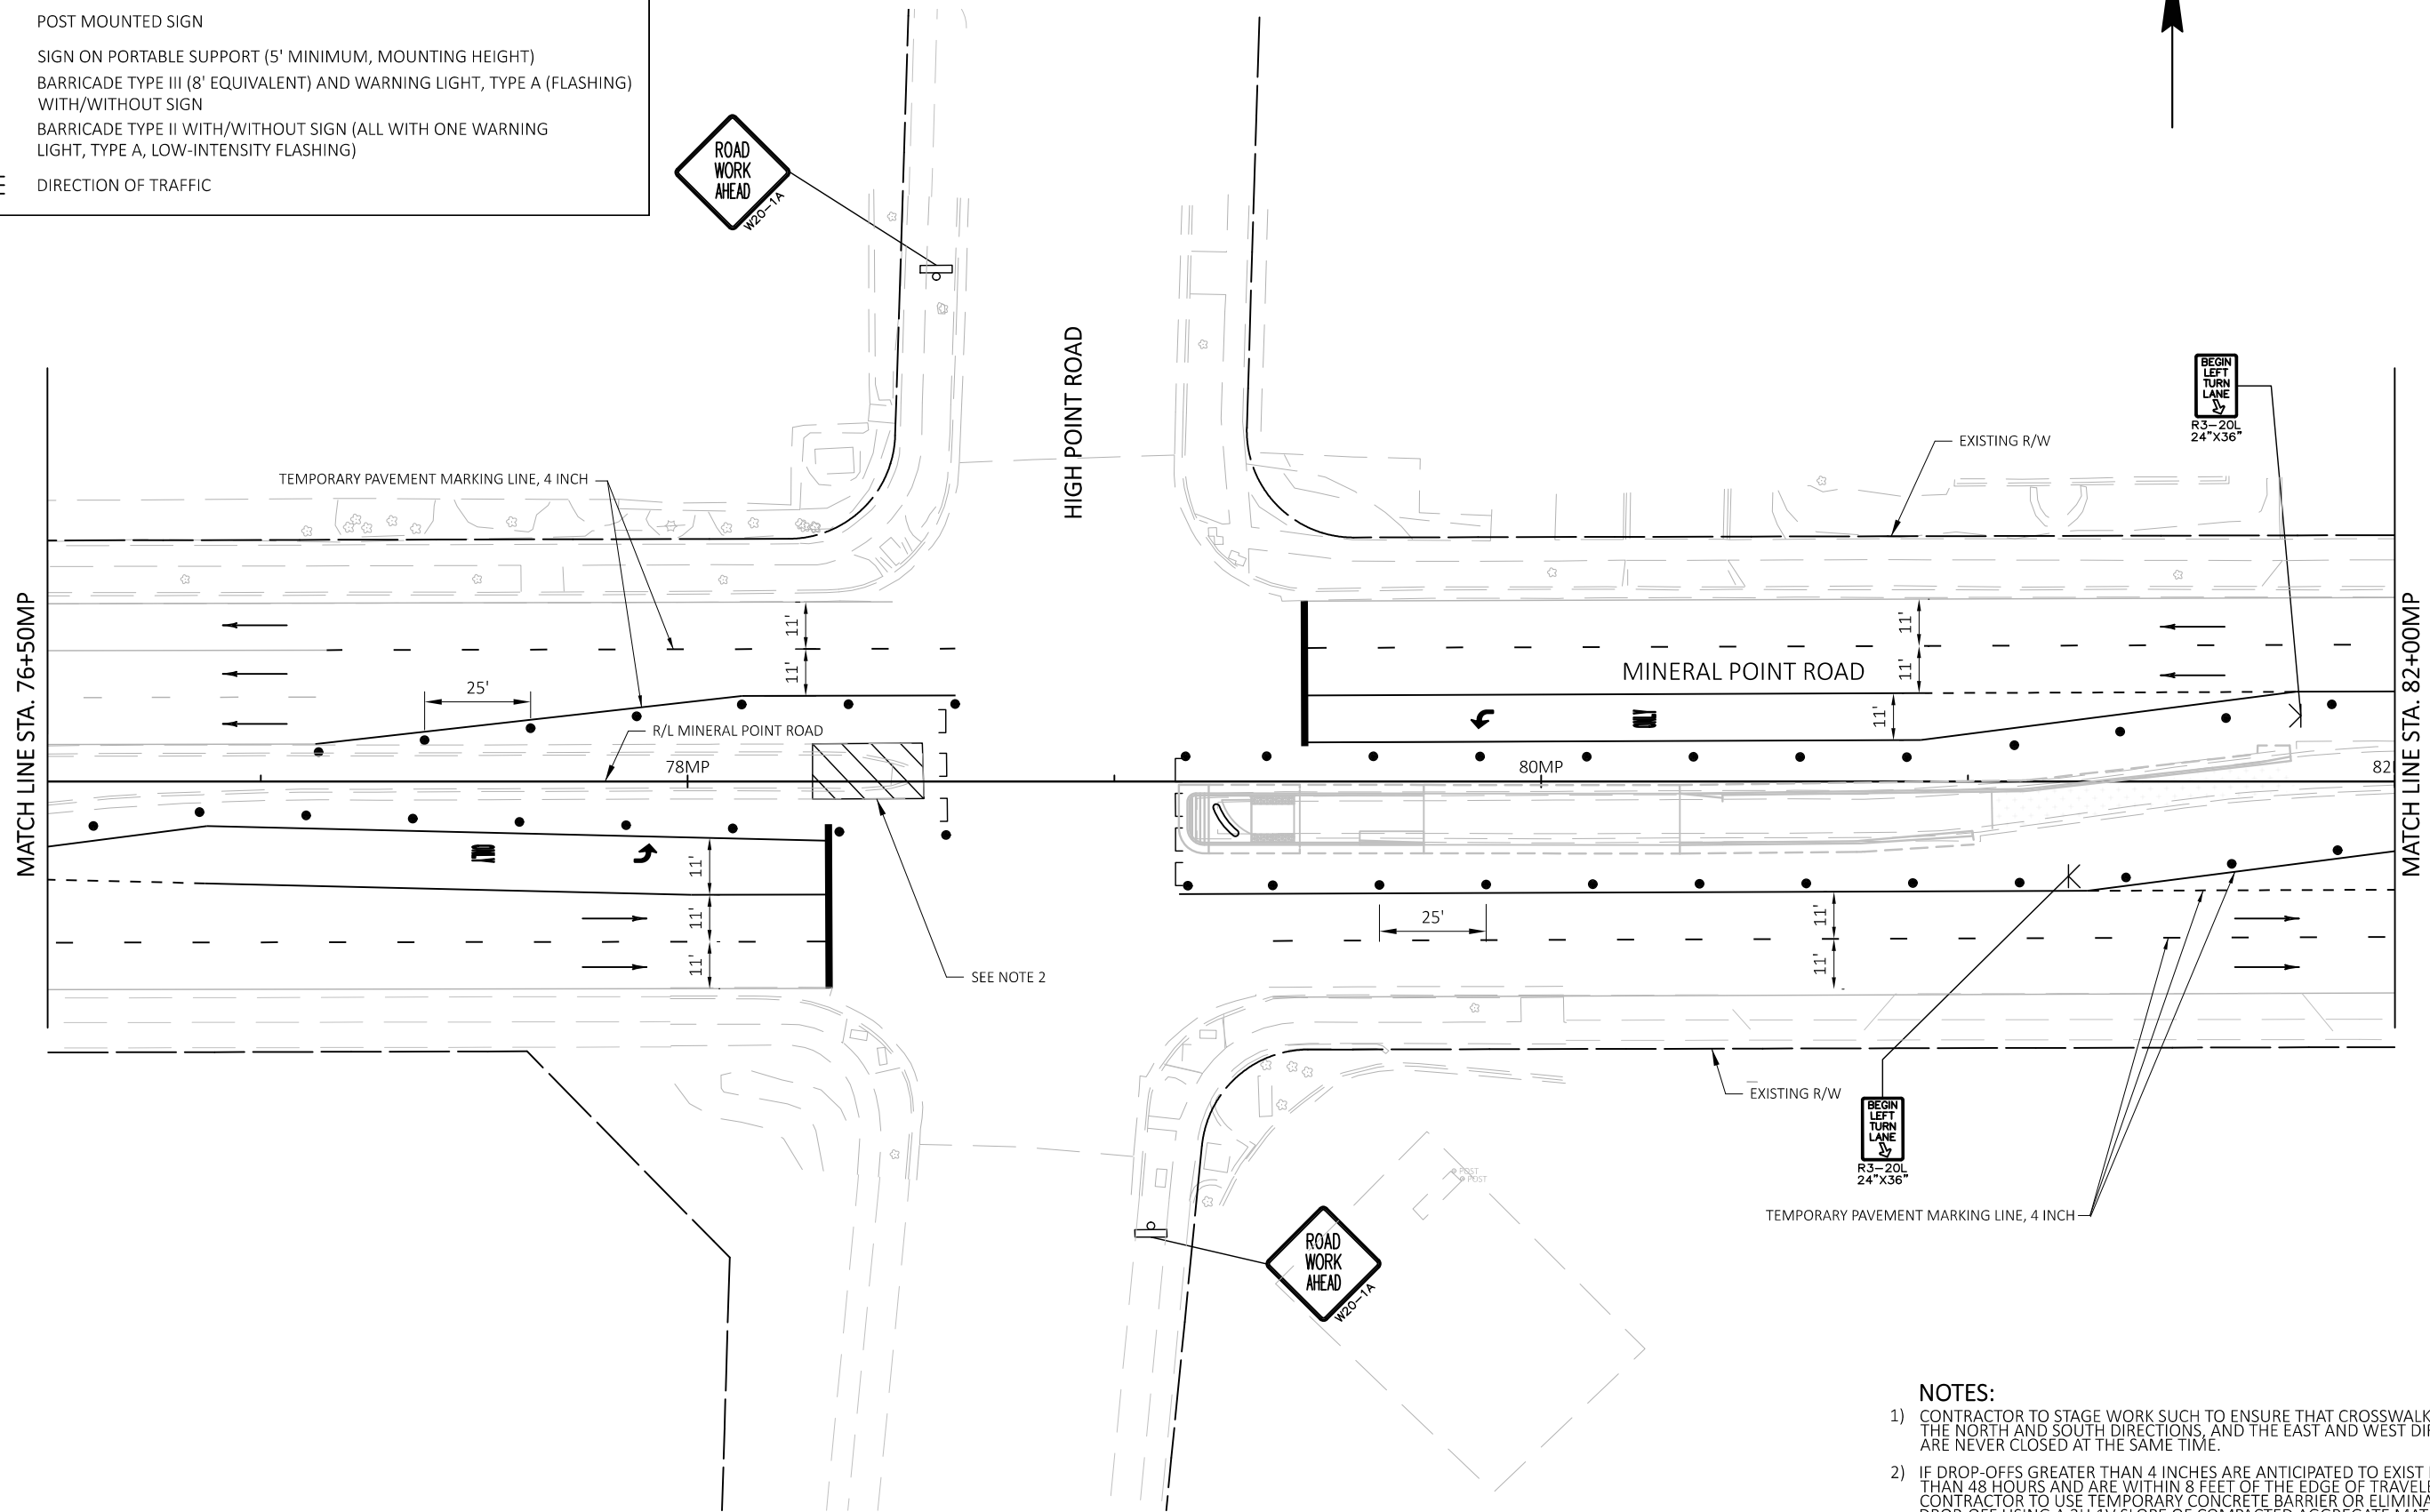 POST MOUNTED SIGN
SIGN ON PORTABLE SUPPORT (5' MINIMUM, MOUNTING HEIGHT)
BARRICADE TYPE III (8' EQUIVALENT) AND WARNING LIGHT, TYPE A (FLASHING)
WITH/WITHOUT SIGN
BARRICADE TYPE II WITH/WITHOUT SIGN (ALL WITH ONE WARNING
LIGHT, TYPE A, LOW-INTENSITY FLASHING)
DIRECTION OF TRAFFIC
ROAD
WORK
AHEAD
W20-1A
HIGH POINT ROAD
BEGIN
LEFT
TURN
LANE
R3-20L
24"X36"
EXISTING R/W
TEMPORARY PAVEMENT MARKING LINE, 4 INCH
MATCH LINE STA. 76+50MP
MATCH LINE STA. 82+00MP
11'
11'
11'
11'
MINERAL POINT ROAD
25'
11'
R/L MINERAL POINT ROAD
78MP
80MP
82
ONLY
ONLY
11'
11'
11'
25'
11'
11'
SEE NOTE 2
EXISTING R/W
BEGIN
LEFT
TURN
LANE
R3-20L
24"X36"
POST
POST
TEMPORARY PAVEMENT MARKING LINE, 4 INCH
ROAD
WORK
AHEAD
W20-1A
NOTES:
1) CONTRACTOR TO STAGE WORK SUCH TO ENSURE THAT CROSSWALK
THE NORTH AND SOUTH DIRECTIONS, AND THE EAST AND WEST
ARE NEVER CLOSED AT THE SAME TIME.
2) IF DROP-OFFS GREATER THAN 4 INCHES ARE ANTICIPATED TO EXIST
THAN 48 HOURS AND ARE WITHIN 8 FEET OF THE EDGE OF
CONTRACTOR TO USE TEMPORARY CONCRETE BARRIER OR